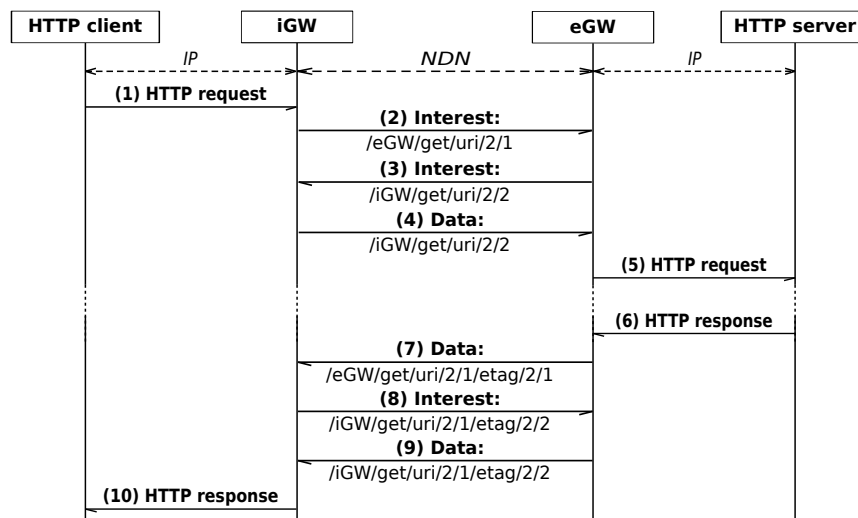 HTTP client iGW eGW HTTP server
IP NDN IP
(1) HTTP request
(2) Interest:
/eGW/get/uri/2/1
(3) Interest:
/iGW/get/uri/2/2
(4) Data:
/iGW/get/uri/2/2
(5) HTTP request
(6) HTTP response
(7) Data:
/eGW/get/uri/2/1/etag/2/1
(8) Interest:
/iGW/get/uri/2/1/etag/2/2
(9) Data:
/iGW/get/uri/2/1/etag/2/2
(10) HTTP response